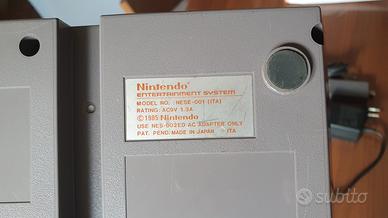 Nintendo
ENTERTAINMENT SYSTEM
MODEL NO.: NESE-001 (ITA)
RATING: AC9V 1.3A
©1985 Nintendo
USE NES-002E AC ADAPTER ONLY
PAT. PEND. MADE IN JAPAN ITA
subito